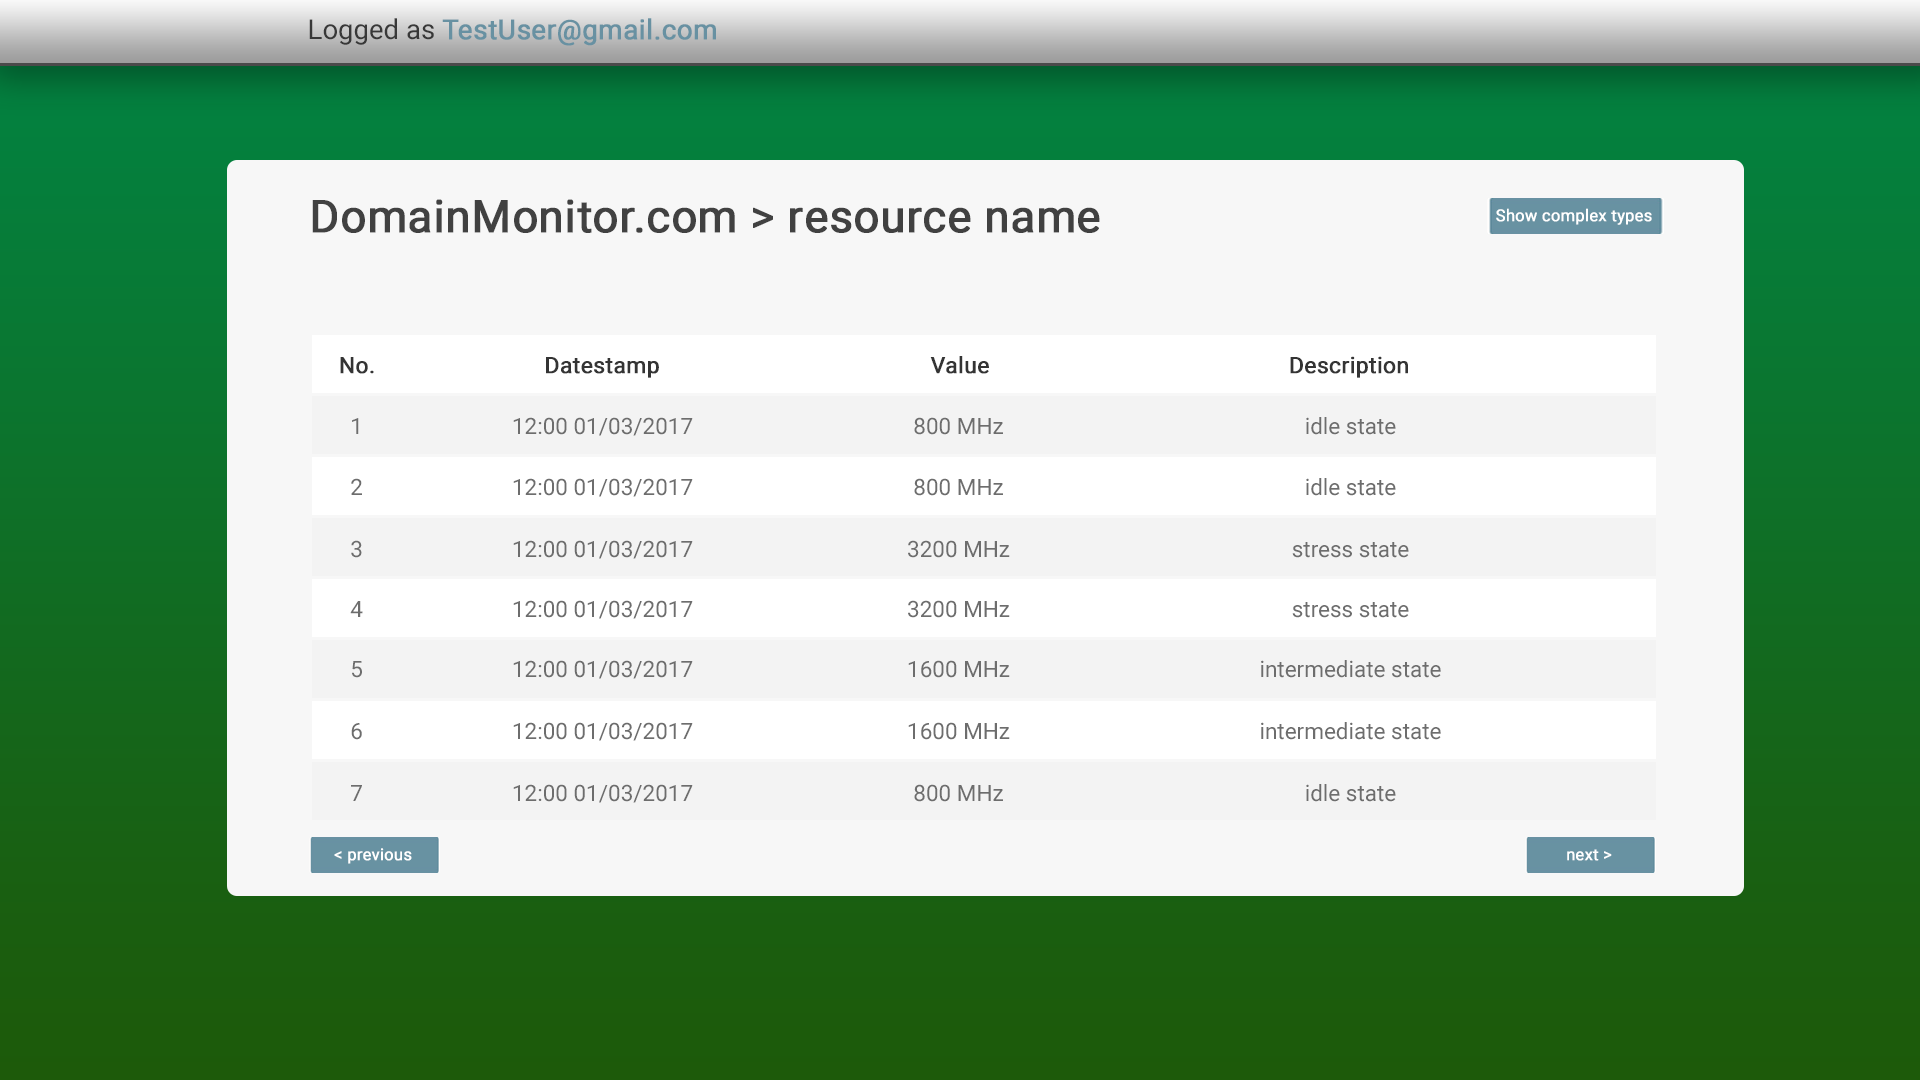 Logged as TestUser@gmail.com
DomainMonitor.com > resource name
Show complex types
No. Datestamp Value Description
1 12:00 01/03/2017 800 MHz idle state
2 12:00 01/03/2017 800 MHz idle state
3 12:00 01/03/2017 3200 MHz stress state
4 12:00 01/03/2017 3200 MHz stress state
5 12:00 01/03/2017 1600 MHz intermediate state
6 12:00 01/03/2017 1600 MHz intermediate state
7 12:00 01/03/2017 800 MHz idle state
< previous next >